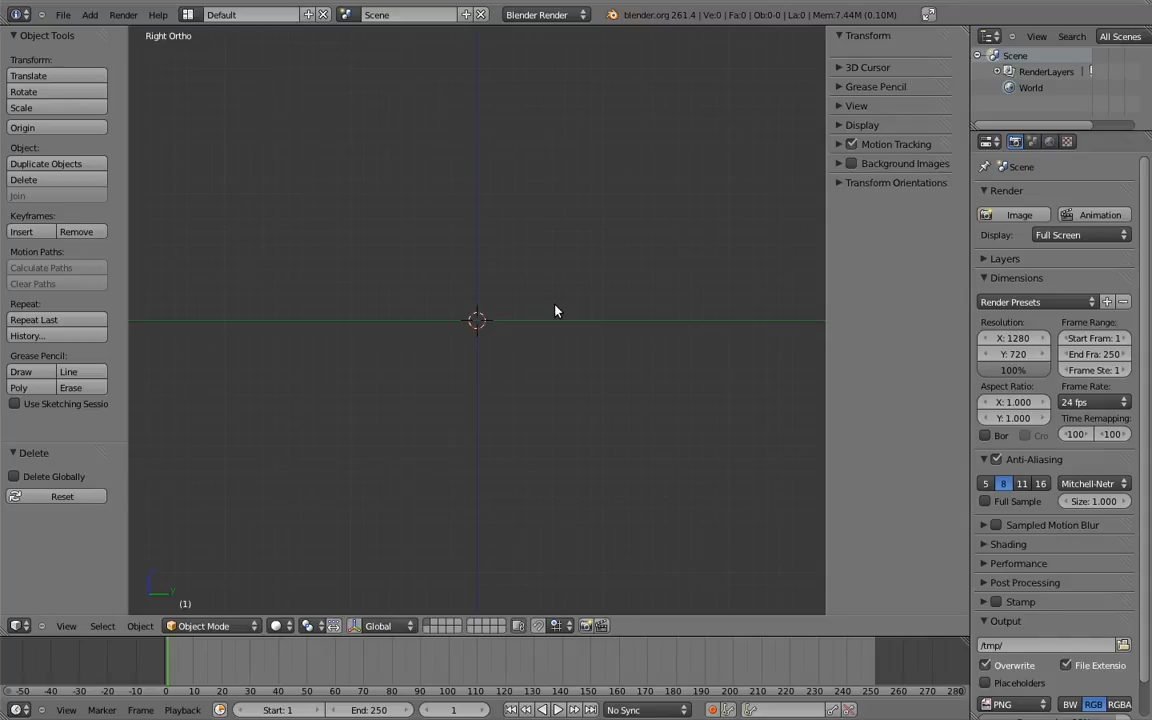 File Add Render Help Default Scene Blender Render blender.org 261.4 | Ve:0 | Fa:0 | Ob:0-0 | La:0 | Mem:7.44M (0.10M)
Object Tools
Transform:
Translate
Rotate
Scale
Origin
Object:
Duplicate Objects
Delete
Join
Keyframes:
Insert Remove
Motion Paths:
Calculate Paths
Clear Paths
Repeat:
Repeat Last
History...
Grease Pencil:
Draw Line
Poly Erase
Use Sketching Sessio
Delete
Delete Globally
Reset
Right Ortho
Y
(1)
Transform
3D Cursor
Grease Pencil
View
Display
Motion Tracking
Background Images
Transform Orientations
View Search All Scenes
Scene
RenderLayers |
World
Scene
Render
Image Animation
Display: Full Screen
Layers
Dimensions
Render Presets
Resolution: Frame Range:
X: 1280 Start Fram: 1
Y: 720 End Fra: 250
100% Frame Ste: 1
Aspect Ratio: Frame Rate:
X: 1.000 24 fps
Y: 1.000 Time Remapping:
Bor Cro 100 100
Anti-Aliasing
5 8 11 16 Mitchell-Netr
Full Sample Size: 1.000
Sampled Motion Blur
Shading
Performance
Post Processing
Stamp
Output
/tmp/
Overwrite File Extensio
Placeholders
PNG BW RGB RGBA
View Select Object Object Mode Global
-50 -40 -30 -20 -10 0 10 20 30 40 50 60 70 80 90 100 110 120 130 140 150 160 170 180 190 200 210 220 230 240 250 260 270 280
View Marker Frame Playback Start: 1 End: 250 1 No Sync